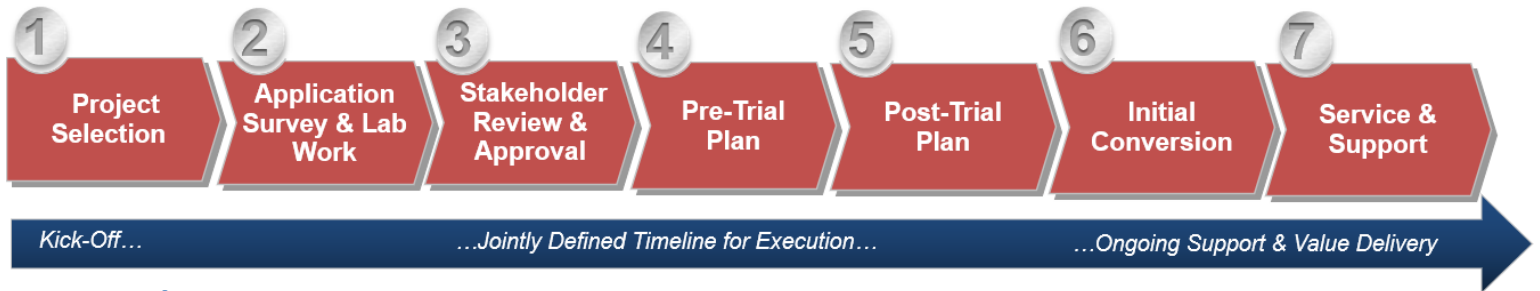 1
Project
Selection
2
Application
Survey & Lab
Work
3
Stakeholder
Review &
Approval
4
Pre-Trial
Plan
5
Post-Trial
Plan
6
Initial
Conversion
7
Service &
Support
Kick-Off…
…Jointly Defined Timeline for Execution…
…Ongoing Support & Value Delivery